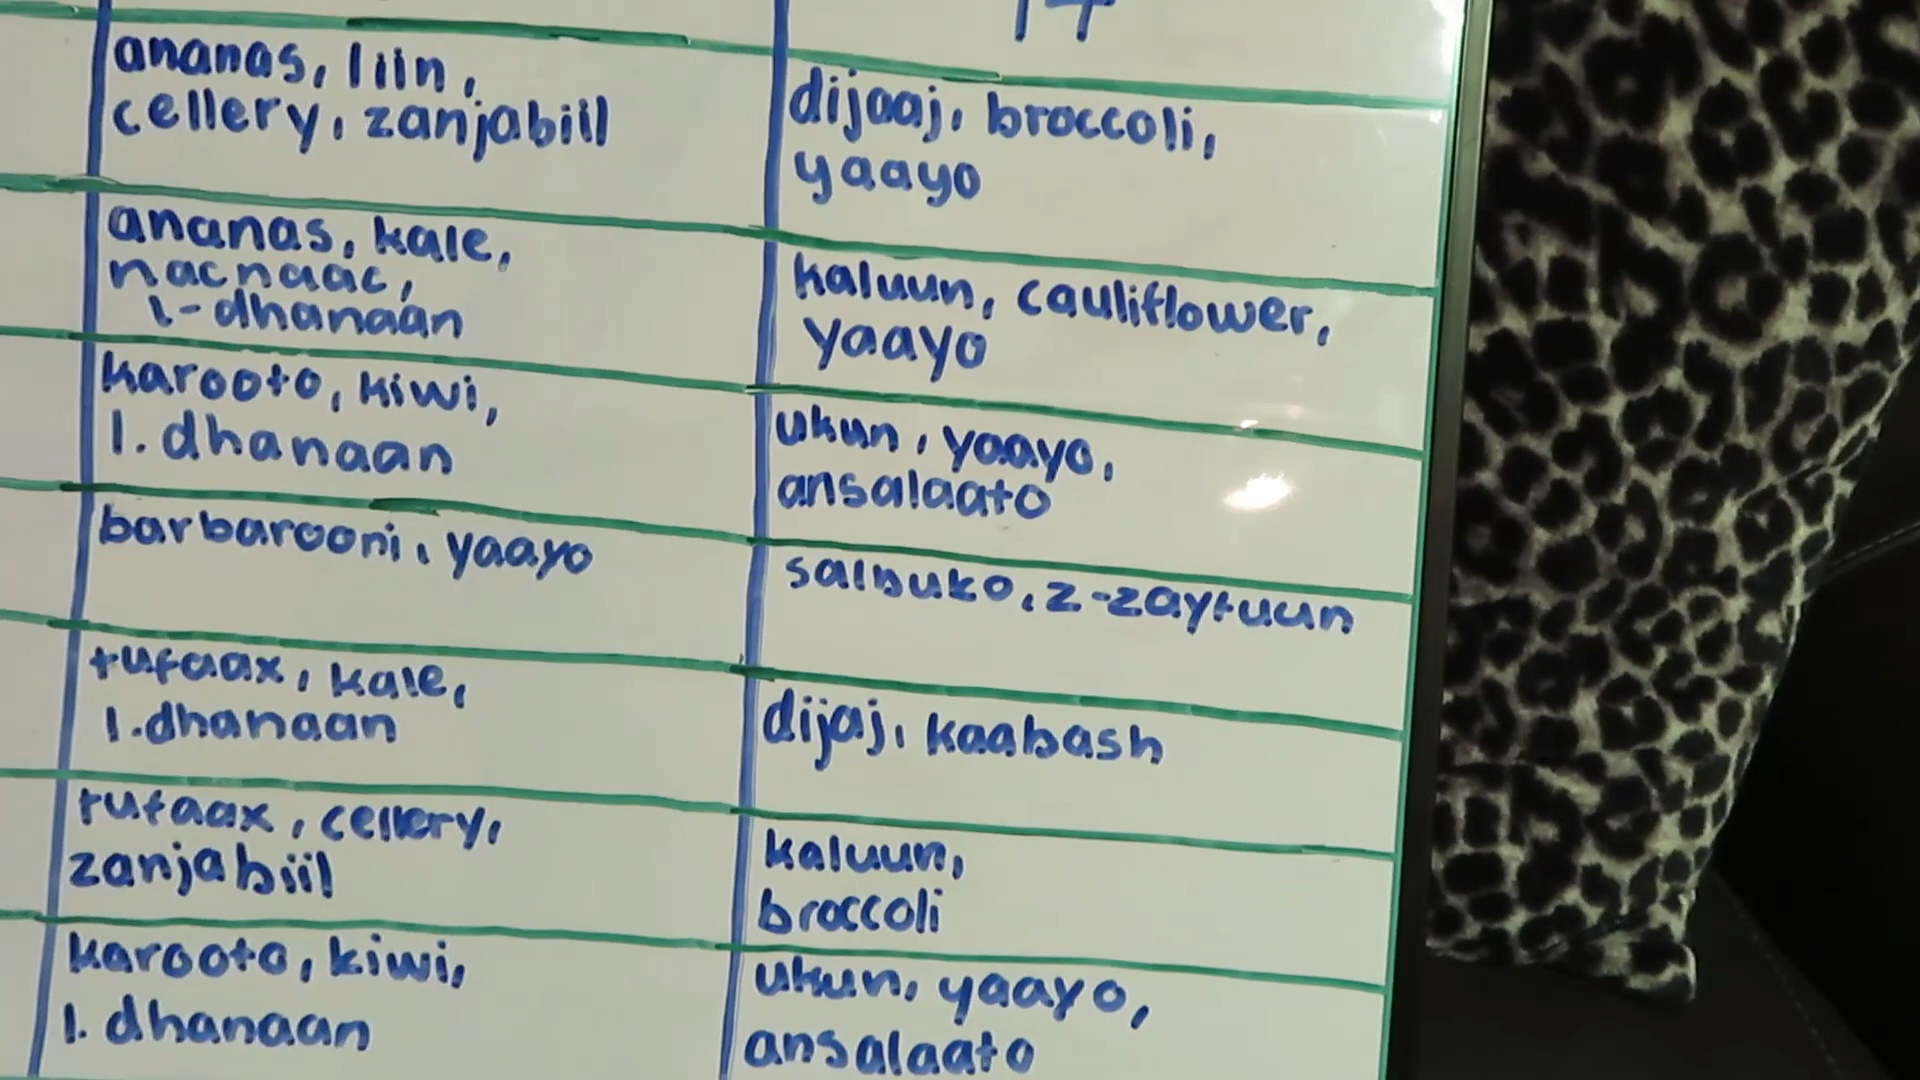 ananas, liin,
cellery, zanjabiil
dijaaj, broccoli,
yaayo
ananas, kale,
nacnaac,
l-dhanaan
kaluun, cauliflower,
yaayo
karooto, kiwi,
l.dhanaan
ukun, yaayo,
ansalaato
barbarooni, yaayo
salbuko, z-zaytuun
tufaax, kale,
l.dhanaan
dijaj, kaabash
tufaax, cellery,
zanjabiil
kaluun,
broccoli
karooto, kiwi,
l. dhanaan
ukun, yaayo,
ansalaato